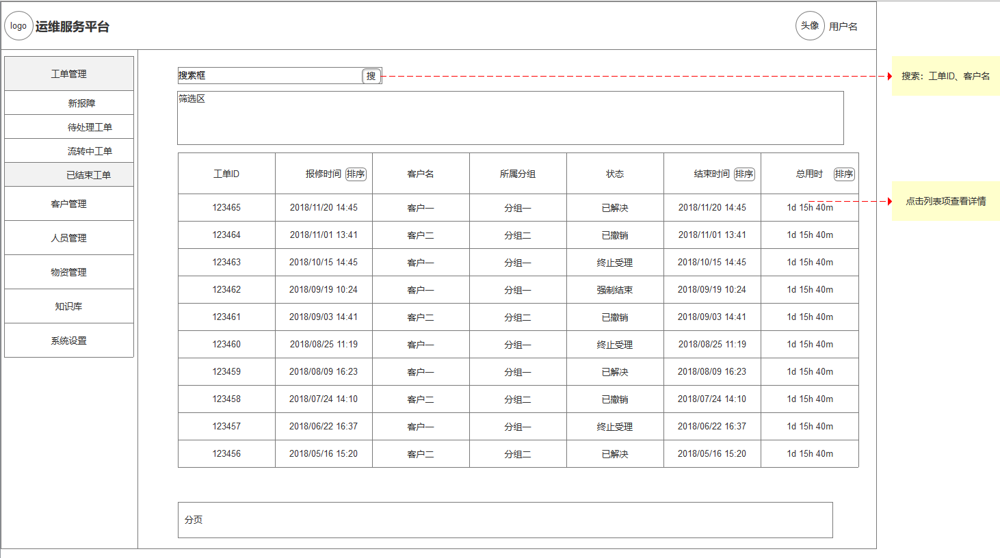 logo 运维服务平台 头像 用户名
工单管理
新报障
待处理工单
流转中工单
已结束工单
客户管理
人员管理
物资管理
知识库
系统设置
搜索框 搜
搜索：工单ID、客户名
筛选区
工单ID 报修时间 排序 客户名 所属分组 状态 结束时间 排序 总用时 排序
123465 2018/11/20 14:45 客户一 分组一 已解决 2018/11/20 14:45 1d 15h 40m
点击列表项查看详情
123464 2018/11/01 13:41 客户二 分组二 已撤销 2018/11/01 13:41 1d 15h 40m
123463 2018/10/15 14:45 客户一 分组一 终止受理 2018/10/15 14:45 1d 15h 40m
123462 2018/09/19 10:24 客户一 分组一 强制结束 2018/09/19 10:24 1d 15h 40m
123461 2018/09/03 14:41 客户二 分组二 已撤销 2018/09/03 14:41 1d 15h 40m
123460 2018/08/25 11:19 客户一 分组一 终止受理 2018/08/25 11:19 1d 15h 40m
123459 2018/08/09 16:23 客户一 分组一 已解决 2018/08/09 16:23 1d 15h 40m
123458 2018/07/24 14:10 客户二 分组二 已撤销 2018/07/24 14:10 1d 15h 40m
123457 2018/06/22 16:37 客户一 分组一 终止受理 2018/06/22 16:37 1d 15h 40m
123456 2018/05/16 15:20 客户二 分组二 已解决 2018/05/16 15:20 1d 15h 40m
分页